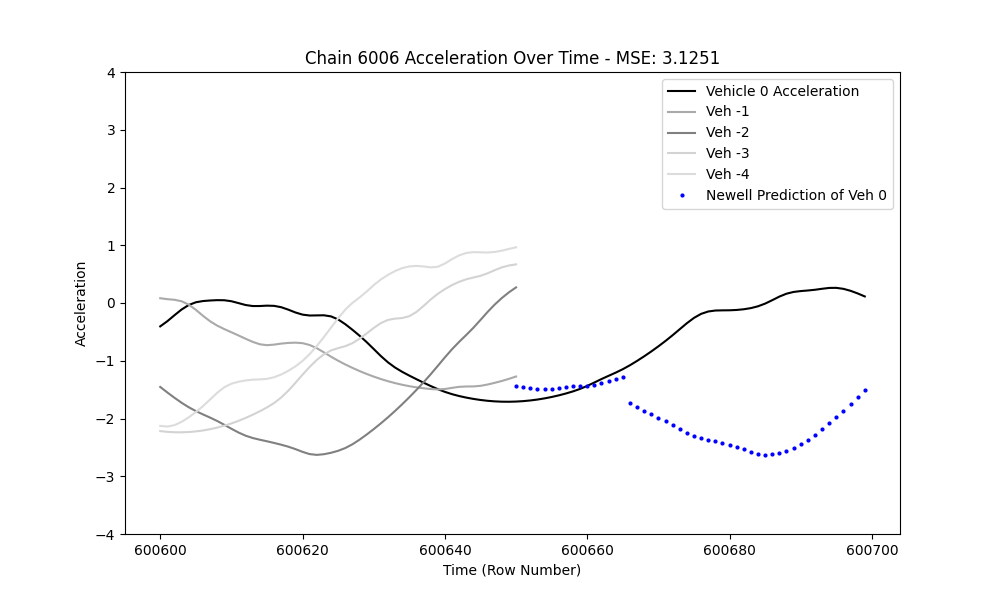 Chain 6006 Acceleration Over Time - MSE: 3.1251
Acceleration
4
3
2
1
0
−1
−2
−3
−4
Vehicle 0 Acceleration
Veh -1
Veh -2
Veh -3
Veh -4
Newell Prediction of Veh 0
600600 600620 600640 600660 600680 600700
Time (Row Number)